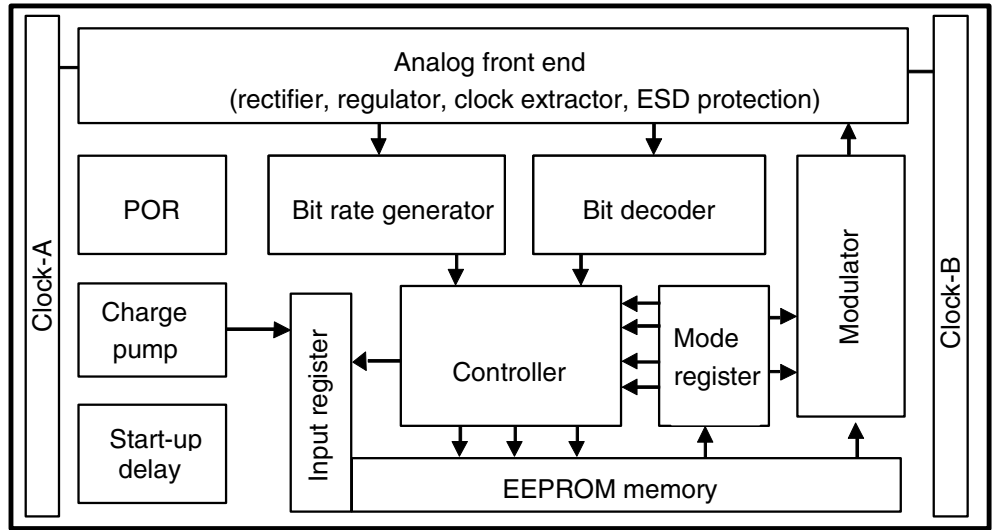 Analog front end
(rectifier, regulator, clock extractor, ESD protection)
Clock-A
POR
Bit rate generator
Bit decoder
Modulator
Clock-B
Charge
pump
Input register
Controller
Mode
register
Start-up
delay
EEPROM memory